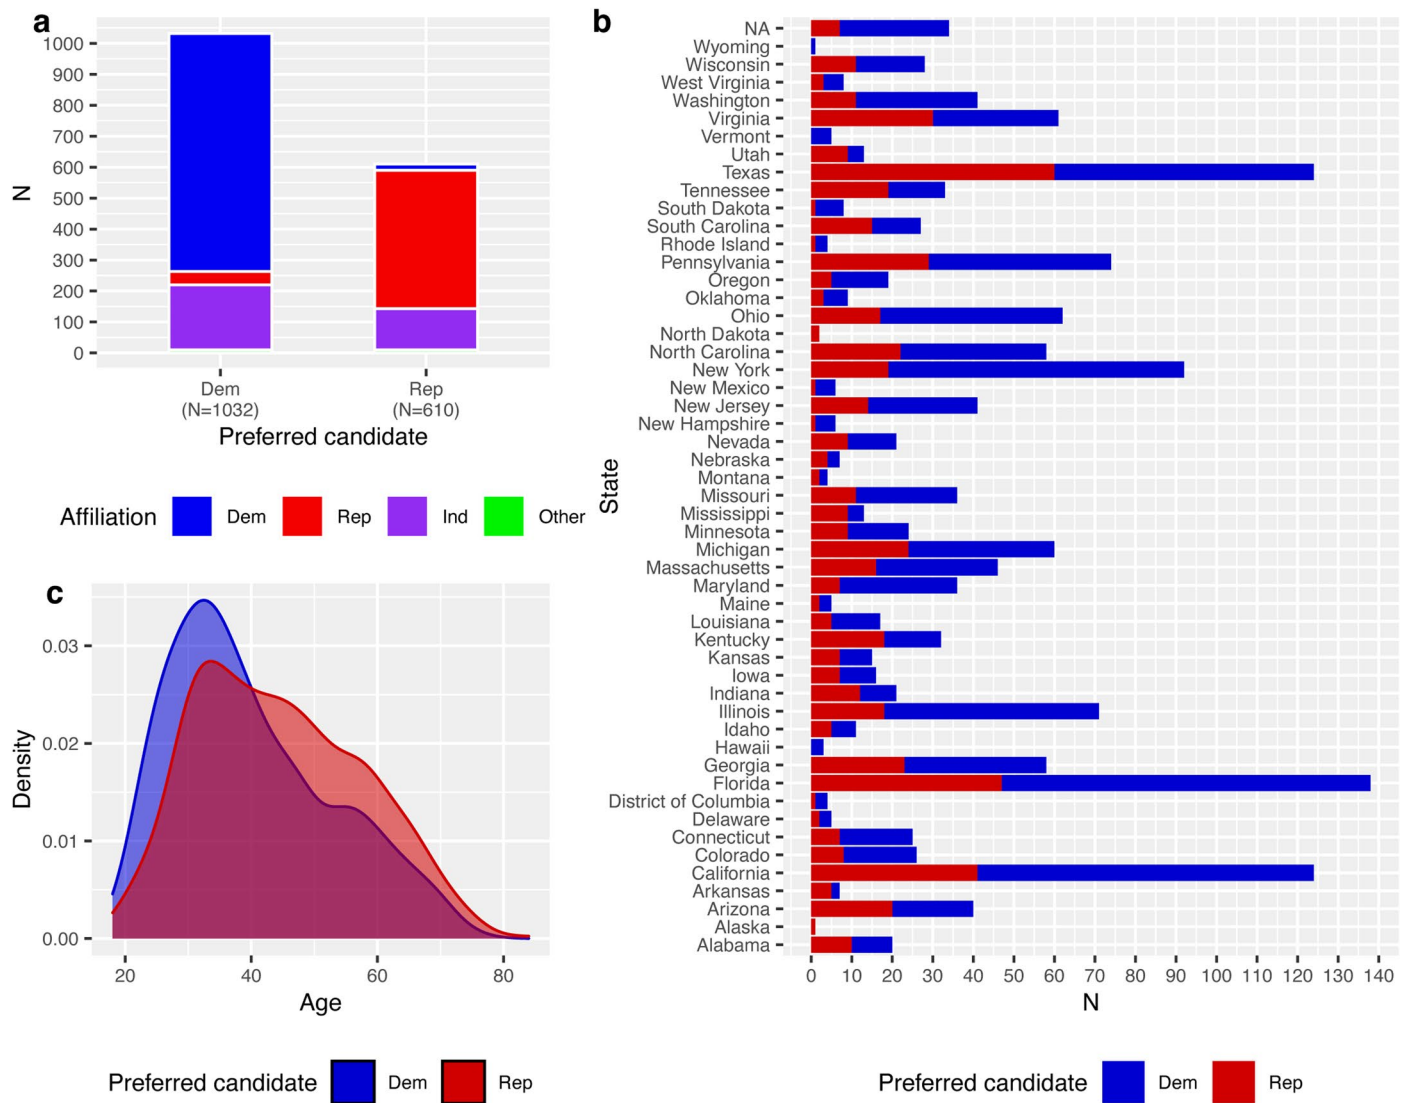 a
1000
900
800
700
600
500
400
300
200
100
0
N
Dem
(N=1032)
Rep
(N=610)
Preferred candidate
Affiliation Dem Rep Ind Other
b
NA
Wyoming
Wisconsin
West Virginia
Washington
Virginia
Vermont
Utah
Texas
Tennessee
South Dakota
South Carolina
Rhode Island
Pennsylvania
Oregon
Oklahoma
Ohio
North Dakota
North Carolina
New York
New Mexico
New Jersey
New Hampshire
Nevada
Nebraska
Montana
Missouri
Mississippi
Minnesota
Michigan
Massachusetts
Maryland
Maine
Louisiana
Kentucky
Kansas
Iowa
Indiana
Illinois
Idaho
Hawaii
Georgia
Florida
District of Columbia
Delaware
Connecticut
Colorado
California
Arkansas
Arizona
Alaska
Alabama
State
0 10 20 30 40 50 60 70 80 90 100 110 120 130 140
N
Preferred candidate Dem Rep
c
0.03
0.02
0.01
0.00
Density
20 40 60 80
Age
Preferred candidate Dem Rep